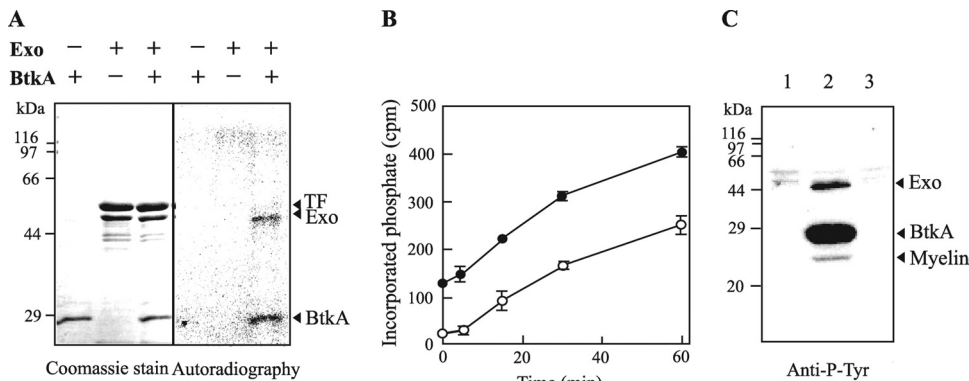 A
Exo − + + − + +
BtkA + − + + − +
kDa
116
97
66
44
29
TF
Exo
BtkA
Coomassie stain Autoradiography
B
Incorporated phosphate (cpm)
500
400
300
200
100
0
0 20 40 60
Time (min)
C
1 2 3
kDa
116
97
66
44
29
20
Exo
BtkA
Myelin
Anti-P-Tyr